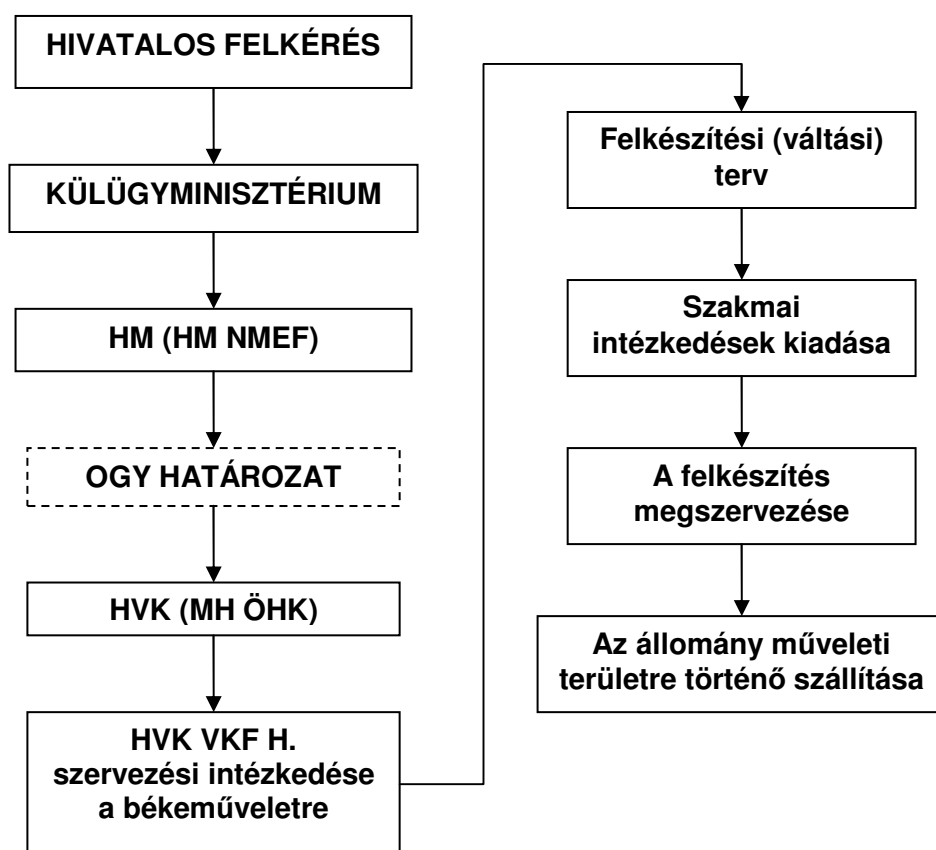 HIVATALOS FELKÉRÉS
KÜLÜGYMINISZTÉRIUM
HM (HM NMEF)
OGY HATÁROZAT
HVK (MH ÖHK)
HVK VKF H.
szervezési intézkedése
a békeműveletre
Felkészítési (váltási)
terv
Szakmai
intézkedések kiadása
A felkészítés
megszervezése
Az állomány műveleti
területre történő szállítása